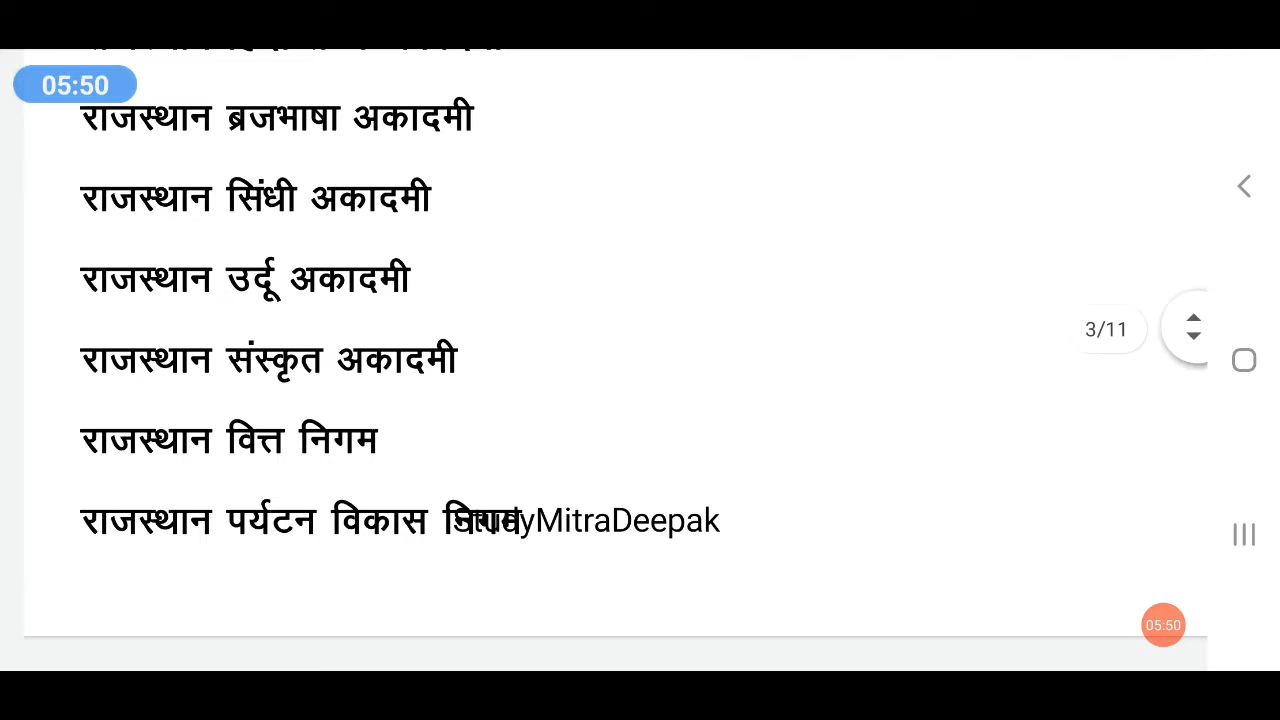 05:50
राजस्थान ब्रजभाषा अकादमी
राजस्थान सिंधी अकादमी
राजस्थान उर्दू अकादमी
3/11
राजस्थान संस्कृत अकादमी
राजस्थान वित्त निगम
राजस्थान पर्यटन विकास निगम StudyMitraDeepak
05:50